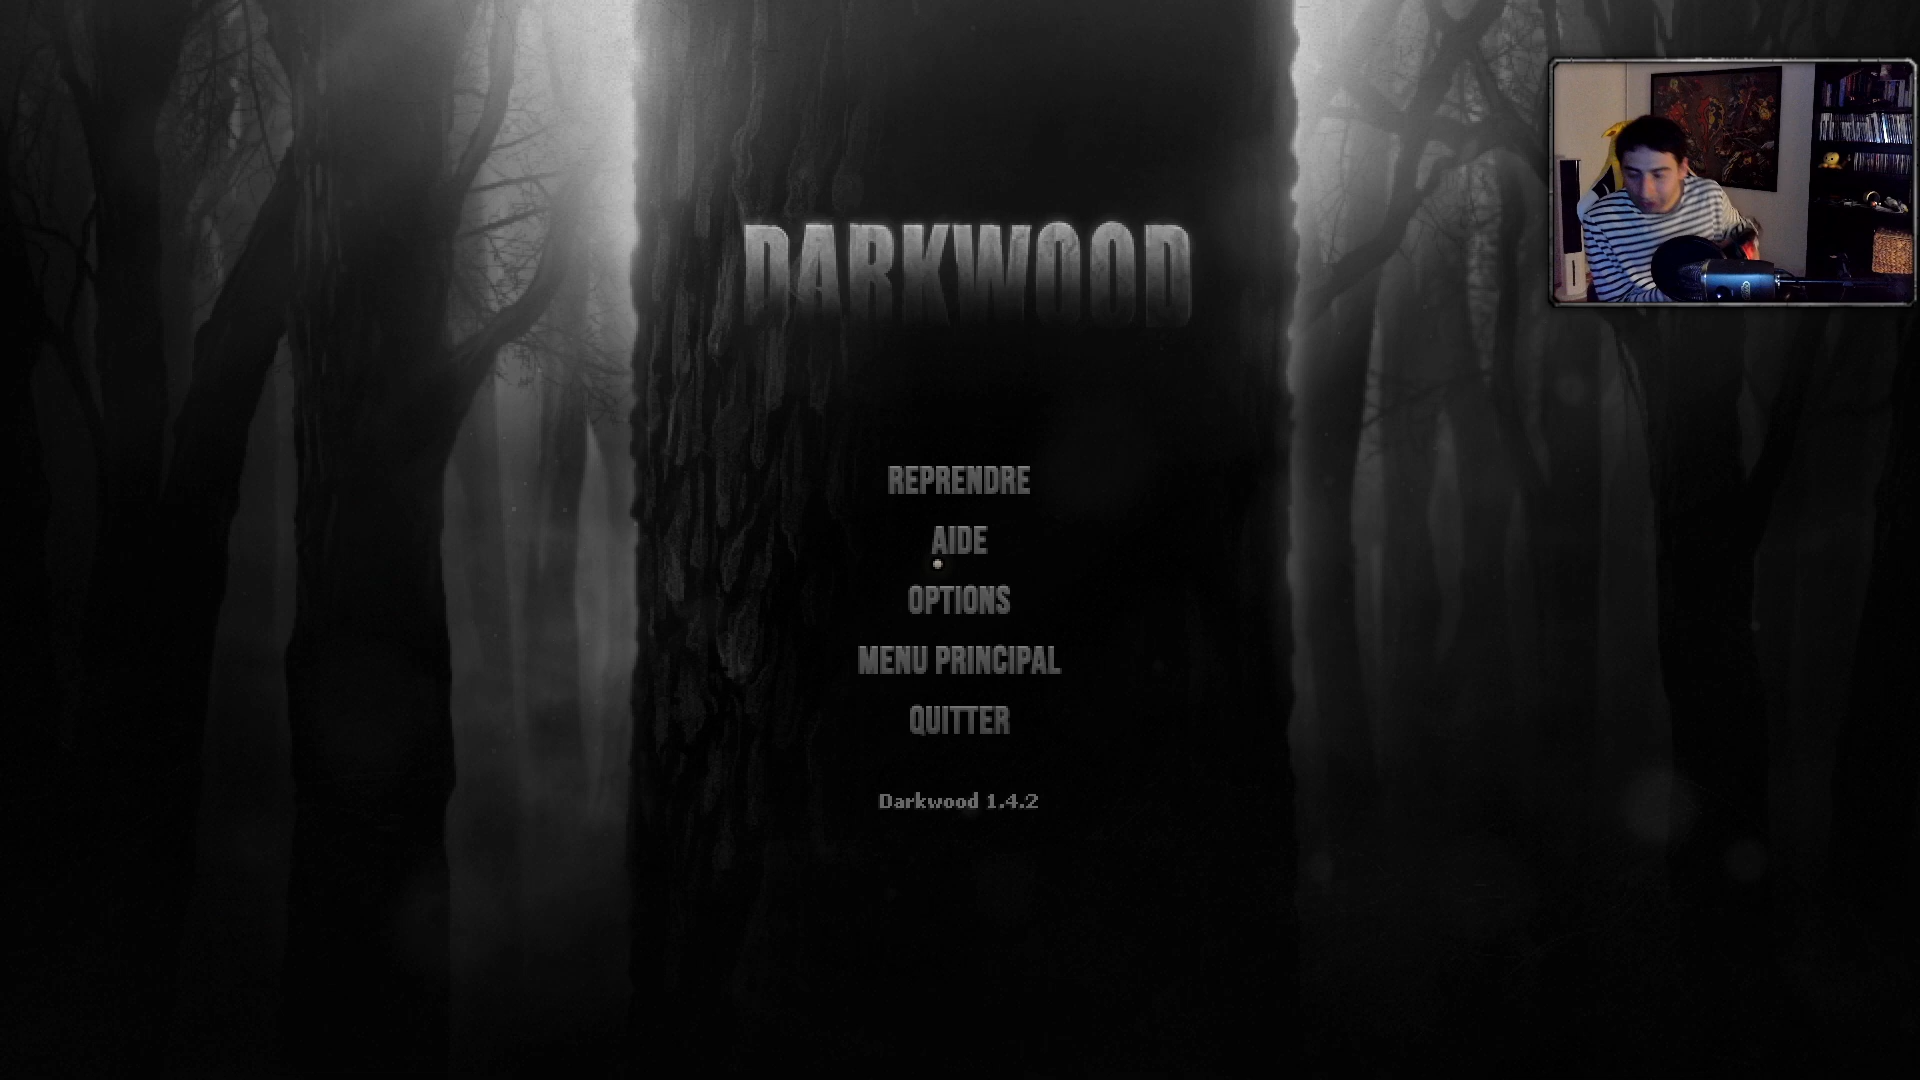 DARKWOOD
REPRENDRE
AIDE
OPTIONS
MENU PRINCIPAL
QUITTER
Darkwood 1.4.2